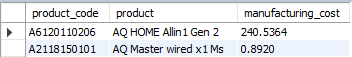 product_code product manufacturing_cost
A6120110206 AQ HOME Allin1 Gen 2 240.5364
A2118150101 AQ Master wired x1 Ms 0.8920